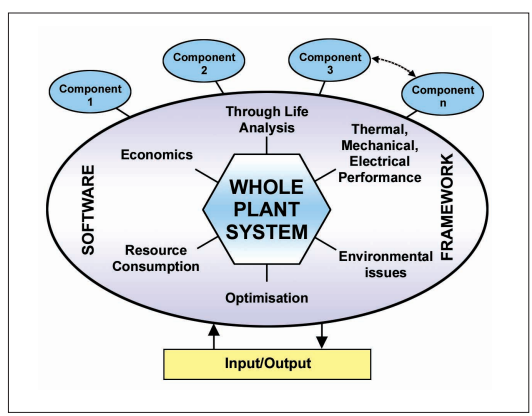 Component
1
Component
2
Component
3
Component
n
Through Life
Analysis
Thermal,
Mechanical,
Electrical
Performance
Economics
SOFTWARE
WHOLE
PLANT
SYSTEM
FRAMEWORK
Resource
Consumption
Environmental
issues
Optimisation
Input/Output